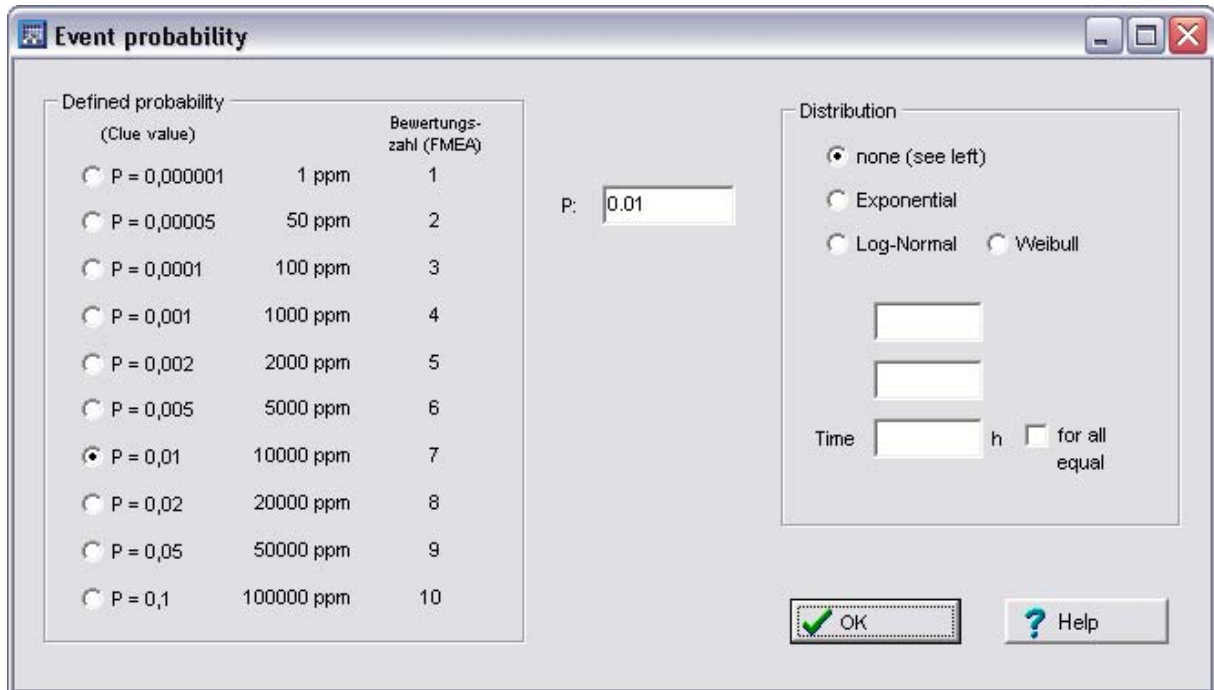 Event probability
Defined probability
(Clue value)
Bewertungs-
zahl (FMEA)
P = 0,000001 1 ppm 1
P = 0,00005 50 ppm 2
P = 0,0001 100 ppm 3
P = 0,001 1000 ppm 4
P = 0,002 2000 ppm 5
P = 0,005 5000 ppm 6
P = 0,01 10000 ppm 7
P = 0,02 20000 ppm 8
P = 0,05 50000 ppm 9
P = 0,1 100000 ppm 10
P: 0.01
Distribution
none (see left)
Exponential
Log-Normal Weibull
Time h for all
equal
OK
? Help